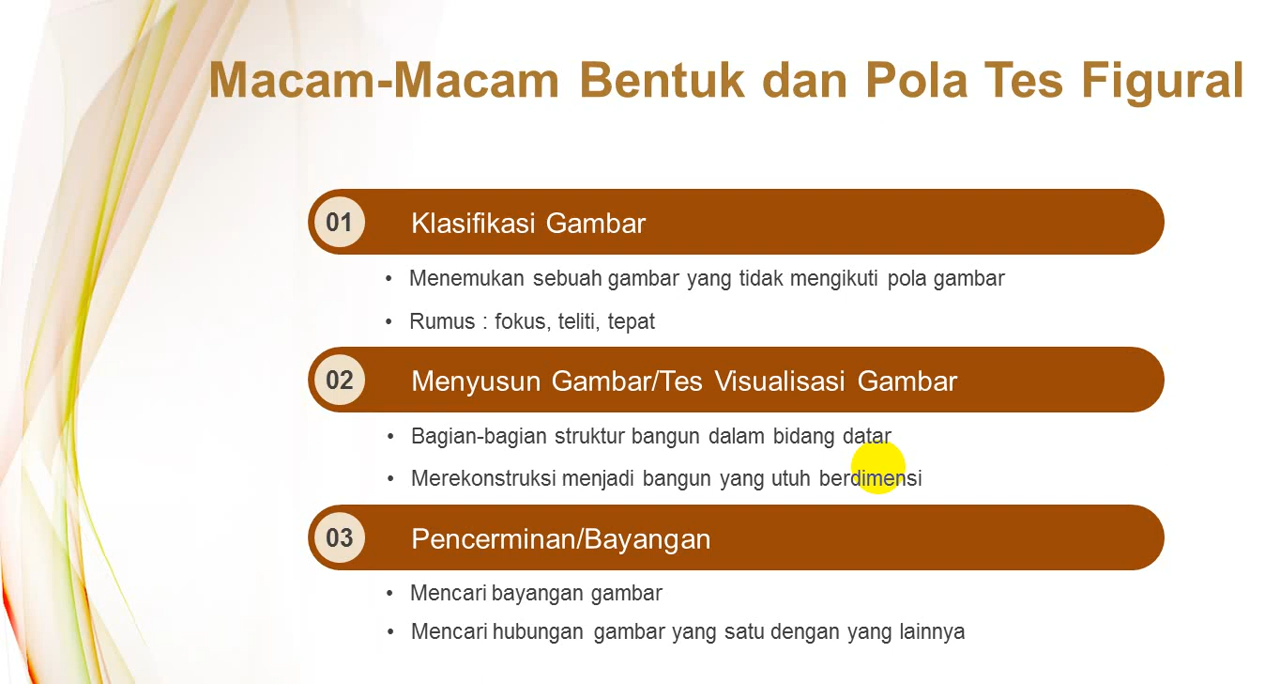 Macam-Macam Bentuk dan Pola Tes Figural
01 Klasifikasi Gambar
• Menemukan sebuah gambar yang tidak mengikuti pola gambar
• Rumus : fokus, teliti, tepat
02 Menyusun Gambar/Tes Visualisasi Gambar
• Bagian-bagian struktur bangun dalam bidang datar
• Merekonstruksi menjadi bangun yang utuh berdimensi
03 Pencerminan/Bayangan
• Mencari bayangan gambar
• Mencari hubungan gambar yang satu dengan yang lainnya